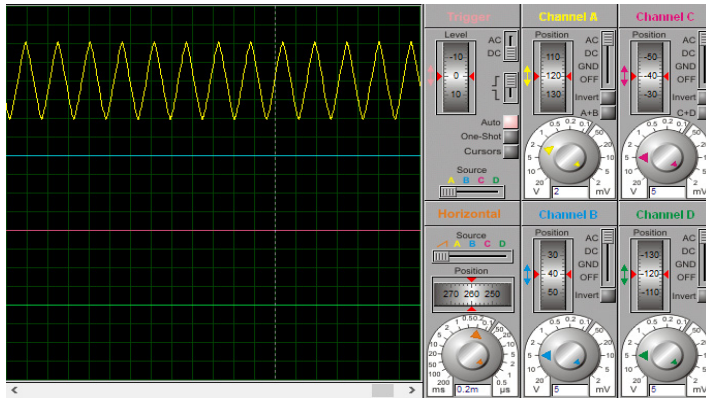 Trigger
Level
-10
0
10
AC
DC
Auto
One-Shot
Cursors
Source
A B C D
Channel A
Position
110
120
130
AC
DC
GND
OFF
Invert
A+B
V 2 mV
Channel C
Position
-50
-40
-30
AC
DC
GND
OFF
Invert
C+D
V 5 mV
Horizontal
Source
A B C D
Position
270 260 250
ms 0.2m µs
Channel B
Position
30
40
50
AC
DC
GND
OFF
Invert
V 5 mV
Channel D
Position
-130
-120
-110
AC
DC
GND
OFF
Invert
V 5 mV